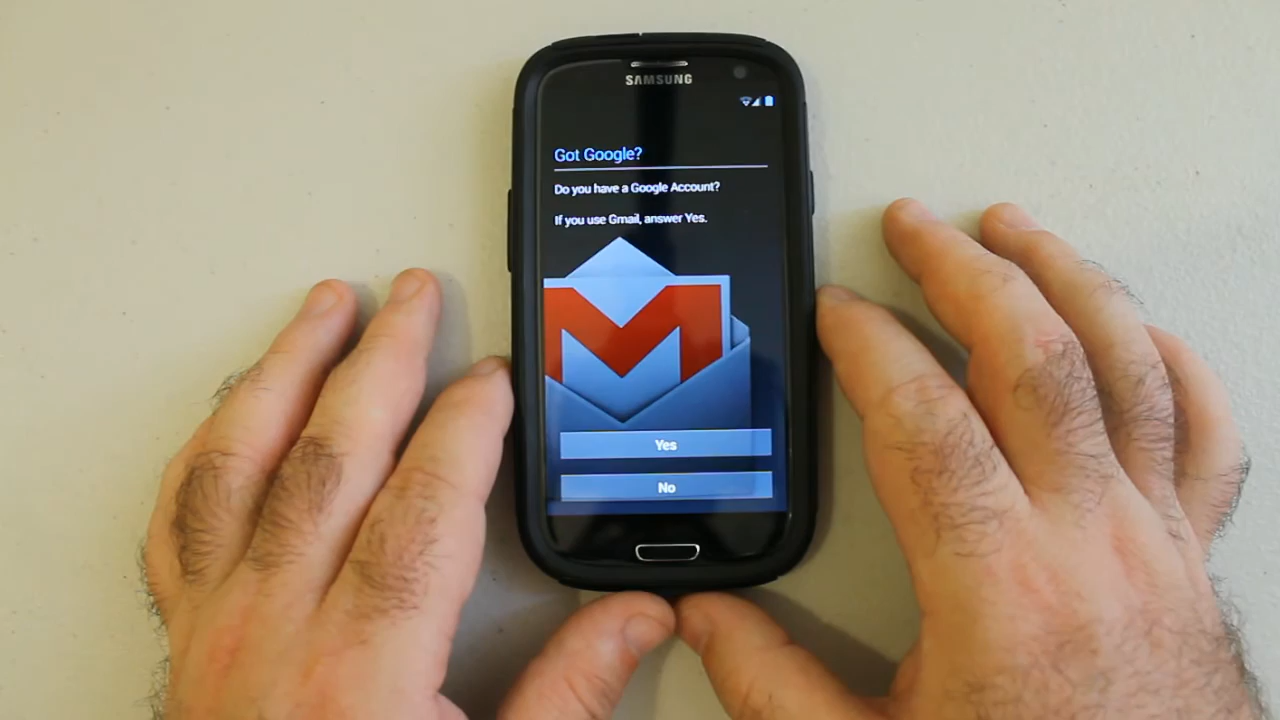 SAMSUNG
Got Google?
Do you have a Google Account?
If you use Gmail, answer Yes.
Yes
No